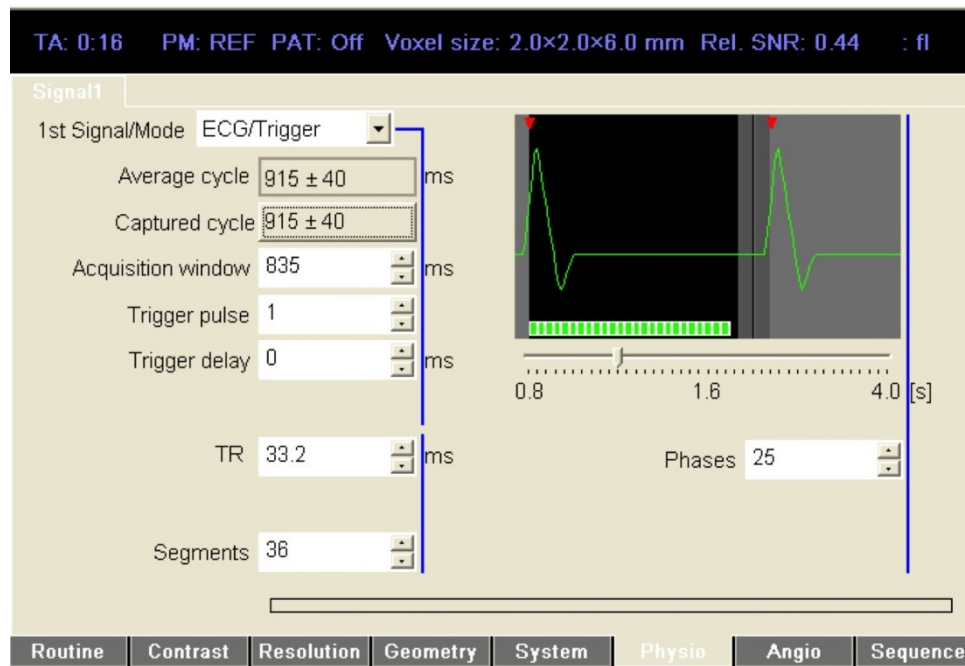 TA: 0:16 PM: REF PAT: Off Voxel size: 2.0×2.0×6.0 mm Rel. SNR: 0.44 : fl
Signal1
1st Signal/Mode ECG/Trigger
Average cycle 915 ± 40 ms
Captured cycle 915 ± 40
Acquisition window 835 ms
Trigger pulse 1
Trigger delay 0 ms
0.8 1.6 4.0 [s]
TR 33.2 ms
Phases 25
Segments 36
Routine Contrast Resolution Geometry System Physio Angio Sequence